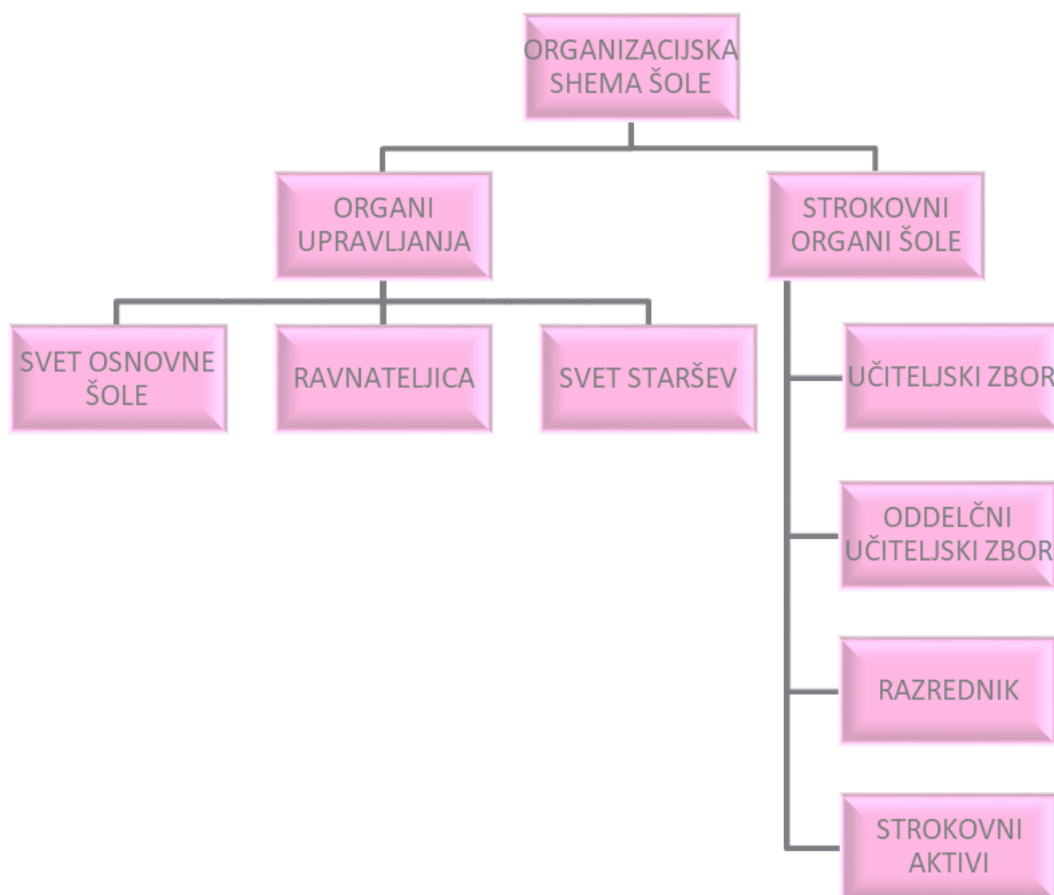 ORGANIZACIJSKA
SHEMA ŠOLE
ORGANI
UPRAVLJANJA
STROKOVNI
ORGANI ŠOLE
SVET OSNOVNE
ŠOLE
RAVNATELJICA
SVET STARŠEV
UČITELJSKI ZBOR
ODDELČNI
UČITELJSKI ZBOR
RAZREDNIK
STROKOVNI
AKTIVI